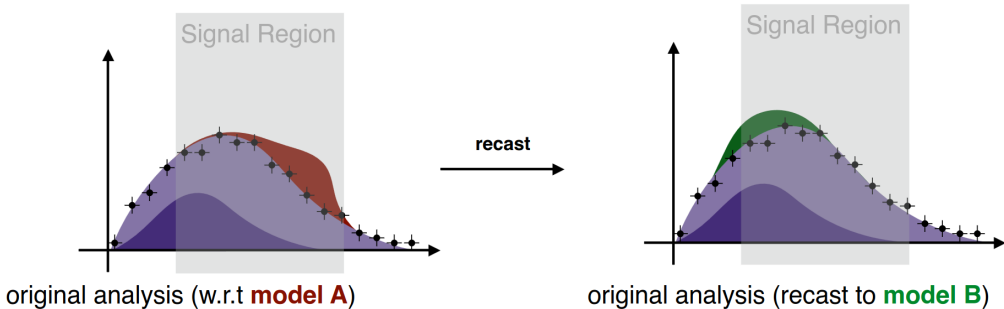 Signal Region
Signal Region
recast
original analysis (w.r.t model A)
original analysis (recast to model B)